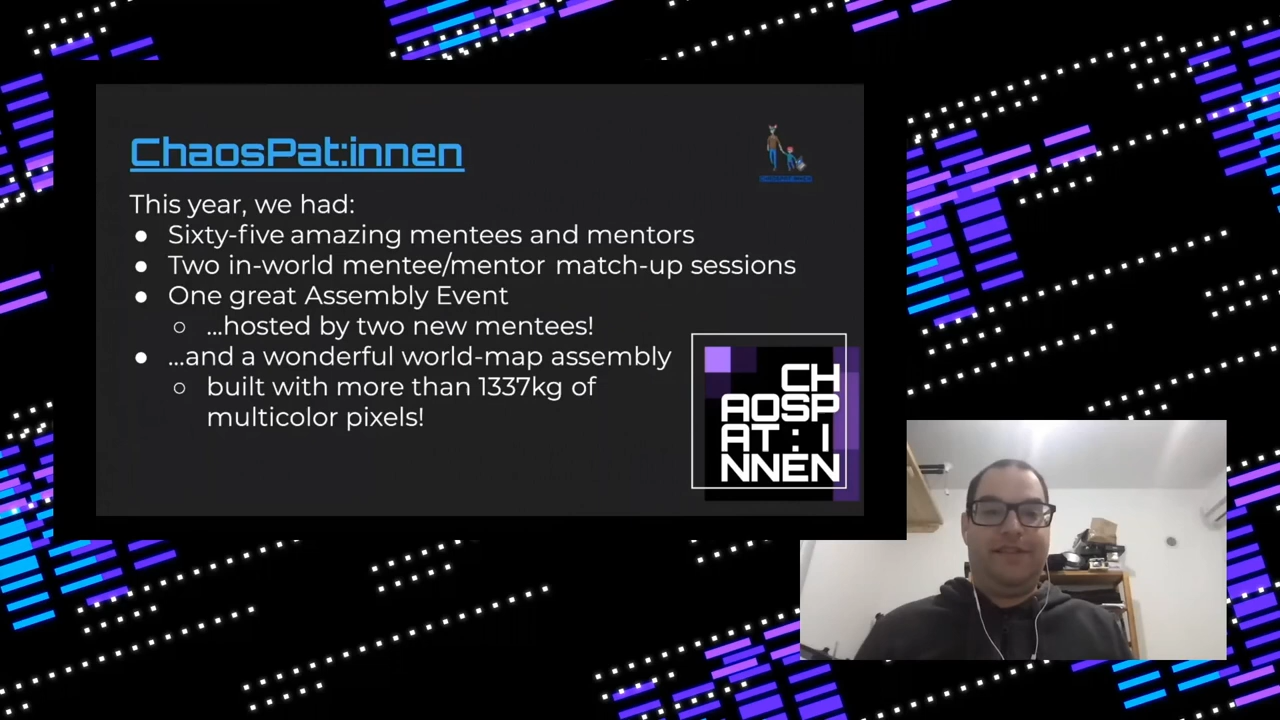 ChaosPat:innen
This year, we had:
● Sixty-five amazing mentees and mentors
● Two in-world mentee/mentor match-up sessions
● One great Assembly Event
○ ...hosted by two new mentees!
● ...and a wonderful world-map assembly
○ built with more than 1337kg of
multicolor pixels!
CH
AOSP
AT : I
NNEN